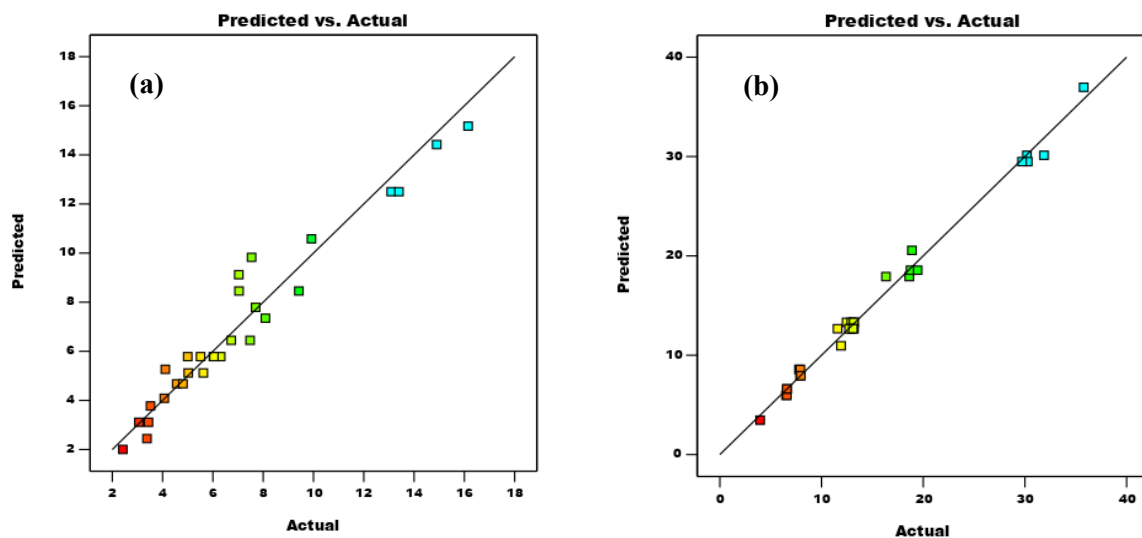 Predicted vs. Actual
(a)
Predicted
18
16
14
12
10
8
6
4
2
2 4 6 8 10 12 14 16 18
Actual
Predicted vs. Actual
(b)
Predicted
40
30
20
10
0
0 10 20 30 40
Actual